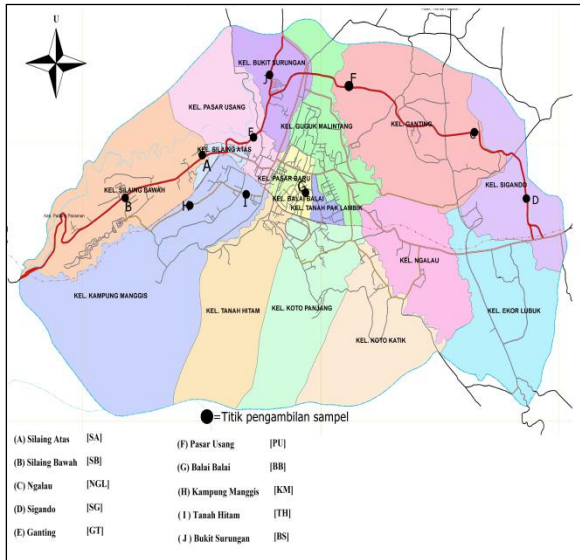 U
KEL. BUKIT SURUNGAN
J
F
KEL. PASAR USANG
KEL. GUGUK MALINTANG
KEL. GANTING
E
KEL. SILAING ATAS
A
KEL. PASAR BARU
KEL. SIGANDO
KEL. SILAING BAWAH
B
H
I
G
KEL. BALAI BALAI
D
KEL. TANAH PAK LAMBIK
KEL. NGALAU
KEL. KAMPUNG MANGGIS
KEL. TANAH HITAM
KEL. KOTO PANJANG
KEL. EKOR LUBUK
KEL. KOTO KATIK
=Titik pengambilan sampel
(A) Silaing Atas [SA]
(B) Silaing Bawah [SB]
(C) Ngalau [NGL]
(D) Sigando [SG]
(E) Ganting [GT]
(F) Pasar Usang [PU]
(G) Balai Balai [BB]
(H) Kampung Manggis [KM]
( I ) Tanah Hitam [TH]
( J ) Bukit Surungan [BS]